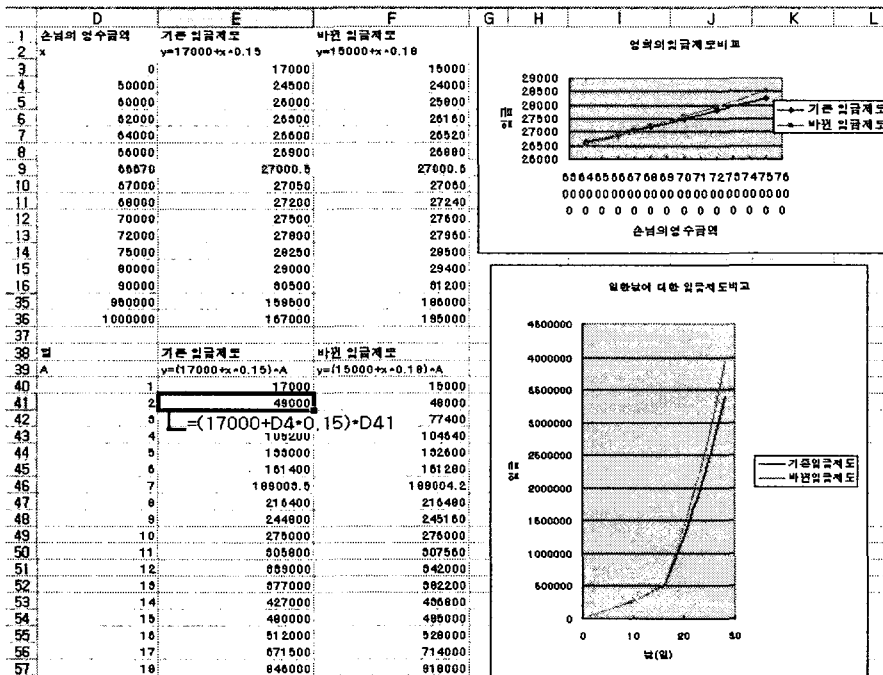 D E F G H I J K L
1 손님의 영수금액 기존 임금제도 바뀐 임금제도
2 x y=17000+x*0.15 y=15000+x*0.18
3 0 17000 15000
4 50000 24500 24000
5 60000 26000 25800
6 62000 26300 26160
7 64000 26600 26520
8 66000 26900 26880
9 66670 27000.5 27000.6
10 67000 27050 27060
11 68000 27200 27240
12 70000 27500 27600
13 72000 27800 27960
14 75000 28250 28500
15 80000 29000 29400
16 90000 30500 31200
35 950000 159500 186000
36 1000000 167000 195000
37
38 일 기존 임금제도 바뀐 임금제도
39 A y=(17000+x*0.15)*A y=(15000+x*0.18)*A
40 1 17000 15000
41 2 49000 48000
42 3 =(17000+D4*0.15)*D41 77400
43 4 105200 104640
44 5 133000 132600
45 6 161400 161280
46 7 189003.5 189004.2
47 8 216400 216480
48 9 244800 245160
49 10 275000 276000
50 11 305800 307560
51 12 339000 342000
52 13 377000 382200
53 14 427000 436800
54 15 480000 495000
55 16 512000 528000
56 17 671500 714000
57 18 846000 918000
영희의임금제도비교
29000
28500
28000
27500
27000
26500
26000
임금
기존 임금제도
바뀐 임금제도
손님의영수금액
일한날에 대한 임금제도비교
4500000
4000000
3500000
3000000
2500000
2000000
1500000
1000000
500000
0
임금
기존임금제도
바뀐임금제도
0 10 20 30
날(일)